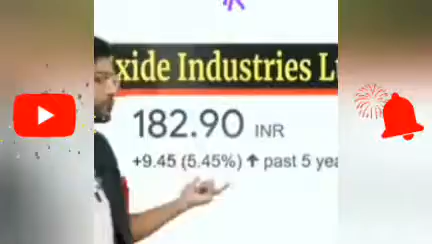 xide Industries L
182.90 INR
+9.45 (5.45%) ↑ past 5 yea